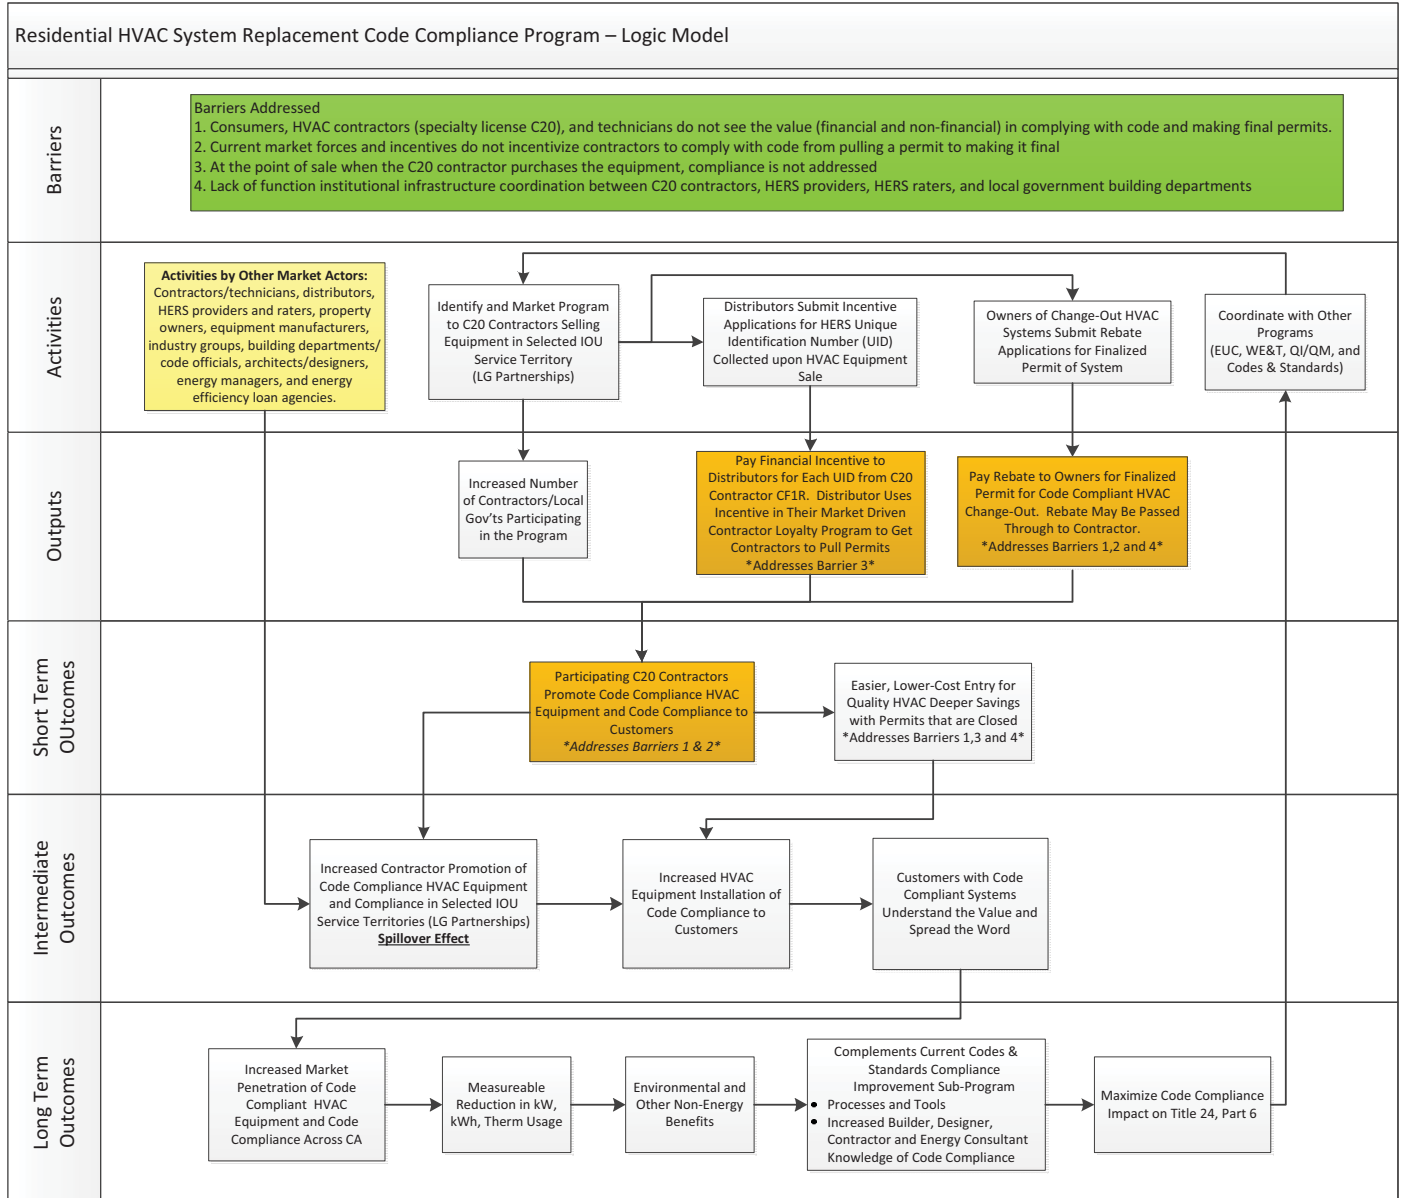 Residential HVAC System Replacement Code Compliance Program – Logic Model
Barriers
Barriers Addressed
1. Consumers, HVAC contractors (specialty license C20), and technicians do not see the value (financial and non-financial) in complying with code and making final permits.
2. Current market forces and incentives do not incentivize contractors to comply with code from pulling a permit to making it final
3. At the point of sale when the C20 contractor purchases the equipment, compliance is not addressed
4. Lack of function institutional infrastructure coordination between C20 contractors, HERS providers, HERS raters, and local government building departments
Activities
Activities by Other Market Actors:
Contractors/technicians, distributors,
HERS providers and raters, property
owners, equipment manufacturers,
industry groups, building departments/
code officials, architects/designers,
energy managers, and energy
efficiency loan agencies.
Identify and Market Program
to C20 Contractors Selling
Equipment in Selected IOU
Service Territory
(LG Partnerships)
Distributors Submit Incentive
Applications for HERS Unique
Identification Number (UID)
Collected upon HVAC Equipment
Sale
Owners of Change-Out HVAC
Systems Submit Rebate
Applications for Finalized
Permit of System
Coordinate with Other
Programs
(EUC, WE&T, QI/QM, and
Codes & Standards)
Outputs
Increased Number
of Contractors/Local
Gov'ts Participating
in the Program
Pay Financial Incentive to
Distributors for Each UID from C20
Contractor CF1R.  Distributor Uses
Incentive in Their Market Driven
Contractor Loyalty Program to Get
Contractors to Pull Permits
*Addresses Barrier 3*
Pay Rebate to Owners for Finalized
Permit for Code Compliant HVAC
Change-Out.  Rebate May Be Passed
Through to Contractor.
*Addresses Barriers 1,2 and 4*
Short Term
OUtcomes
Participating C20 Contractors
Promote Code Compliance HVAC
Equipment and Code Compliance to
Customers
*Addresses Barriers 1 & 2*
Easier, Lower-Cost Entry for
Quality HVAC Deeper Savings
with Permits that are Closed
*Addresses Barriers 1,3 and 4*
Intermediate
Outcomes
Increased Contractor Promotion of
Code Compliance HVAC Equipment
and Compliance in Selected IOU
Service Territories (LG Partnerships)
Spillover Effect
Increased HVAC
Equipment Installation of
Code Compliance to
Customers
Customers with Code
Compliant Systems
Understand the Value and
Spread the Word
Long Term
Outcomes
Increased Market
Penetration of Code
Compliant  HVAC
Equipment and Code
Compliance Across CA
Measureable
Reduction in kW,
kWh, Therm Usage
Environmental and
Other Non-Energy
Benefits
Complements Current Codes &
Standards Compliance
Improvement Sub-Program
• Processes and Tools
• Increased Builder, Designer,
Contractor and Energy Consultant
Knowledge of Code Compliance
Maximize Code Compliance
Impact on Title 24, Part 6